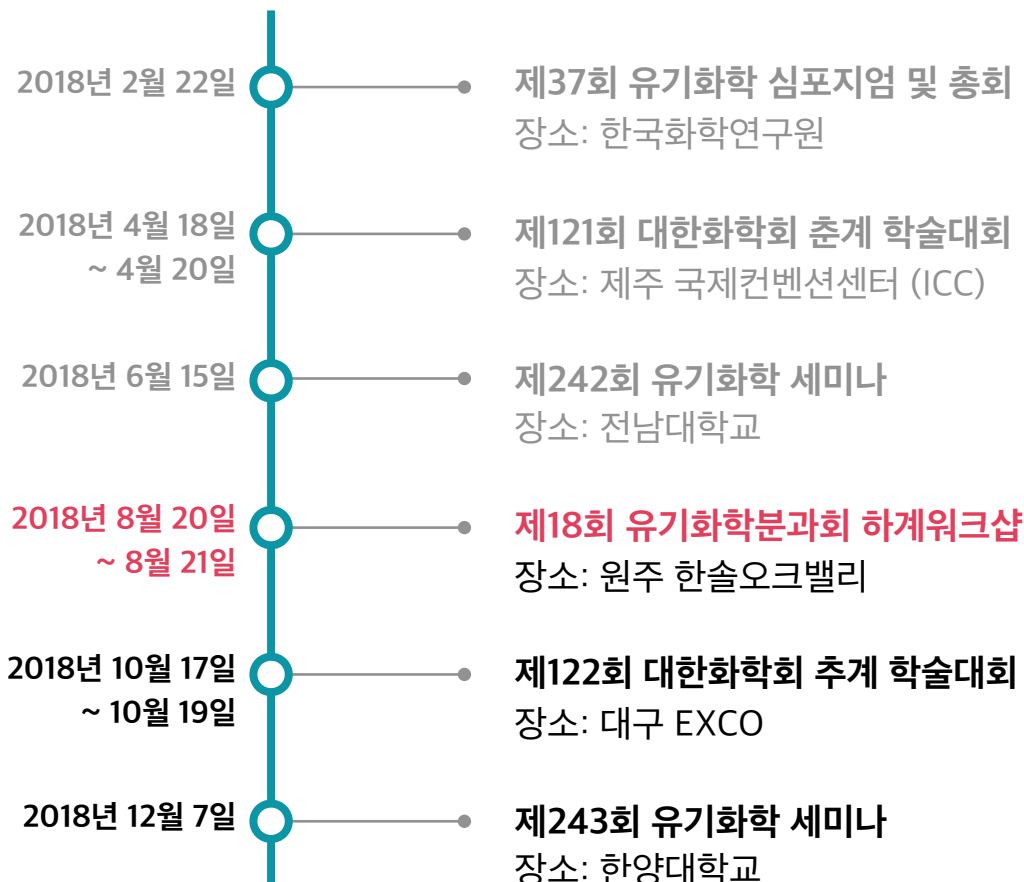 2018년 2월 22일
제37회 유기화학 심포지엄 및 총회
장소: 한국화학연구원
2018년 4월 18일
~ 4월 20일
제121회 대한화학회 춘계 학술대회
장소: 제주 국제컨벤션센터 (ICC)
2018년 6월 15일
제242회 유기화학 세미나
장소: 전남대학교
2018년 8월 20일
~ 8월 21일
제18회 유기화학분과회 하계워크샵
장소: 원주 한솔오크밸리
2018년 10월 17일
~ 10월 19일
제122회 대한화학회 추계 학술대회
장소: 대구 EXCO
2018년 12월 7일
제243회 유기화학 세미나
장소: 한양대학교